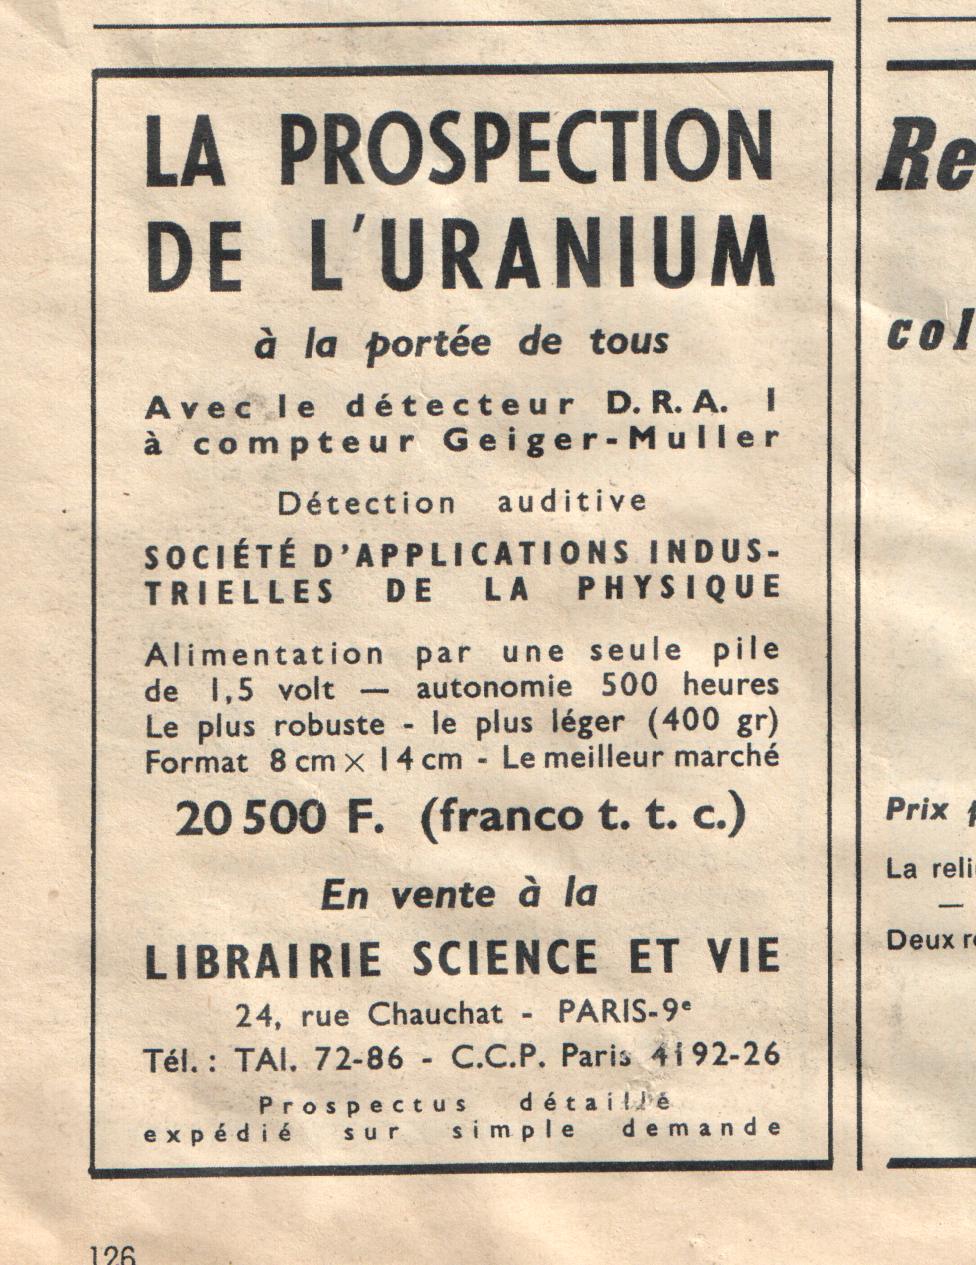 LA PROSPECTION
DE L'URANIUM
à la portée de tous
Avec le détecteur D.R.A. I
à compteur Geiger-Muller
Détection auditive
SOCIÉTÉ D'APPLICATIONS INDUS-
TRIELLES DE LA PHYSIQUE
Alimentation par une seule pile
de 1,5 volt — autonomie 500 heures
Le plus robuste - le plus léger (400 gr)
Format 8 cm × 14 cm - Le meilleur marché
20 500 F. (franco t. t. c.)
En vente à la
LIBRAIRIE SCIENCE ET VIE
24, rue Chauchat - PARIS-9e
Tél. : TAI. 72-86 - C.C.P. Paris 4192-26
Prospectus détaillé
expédié sur simple demande
126
Re
col
Prix
La reli
—
Deux r